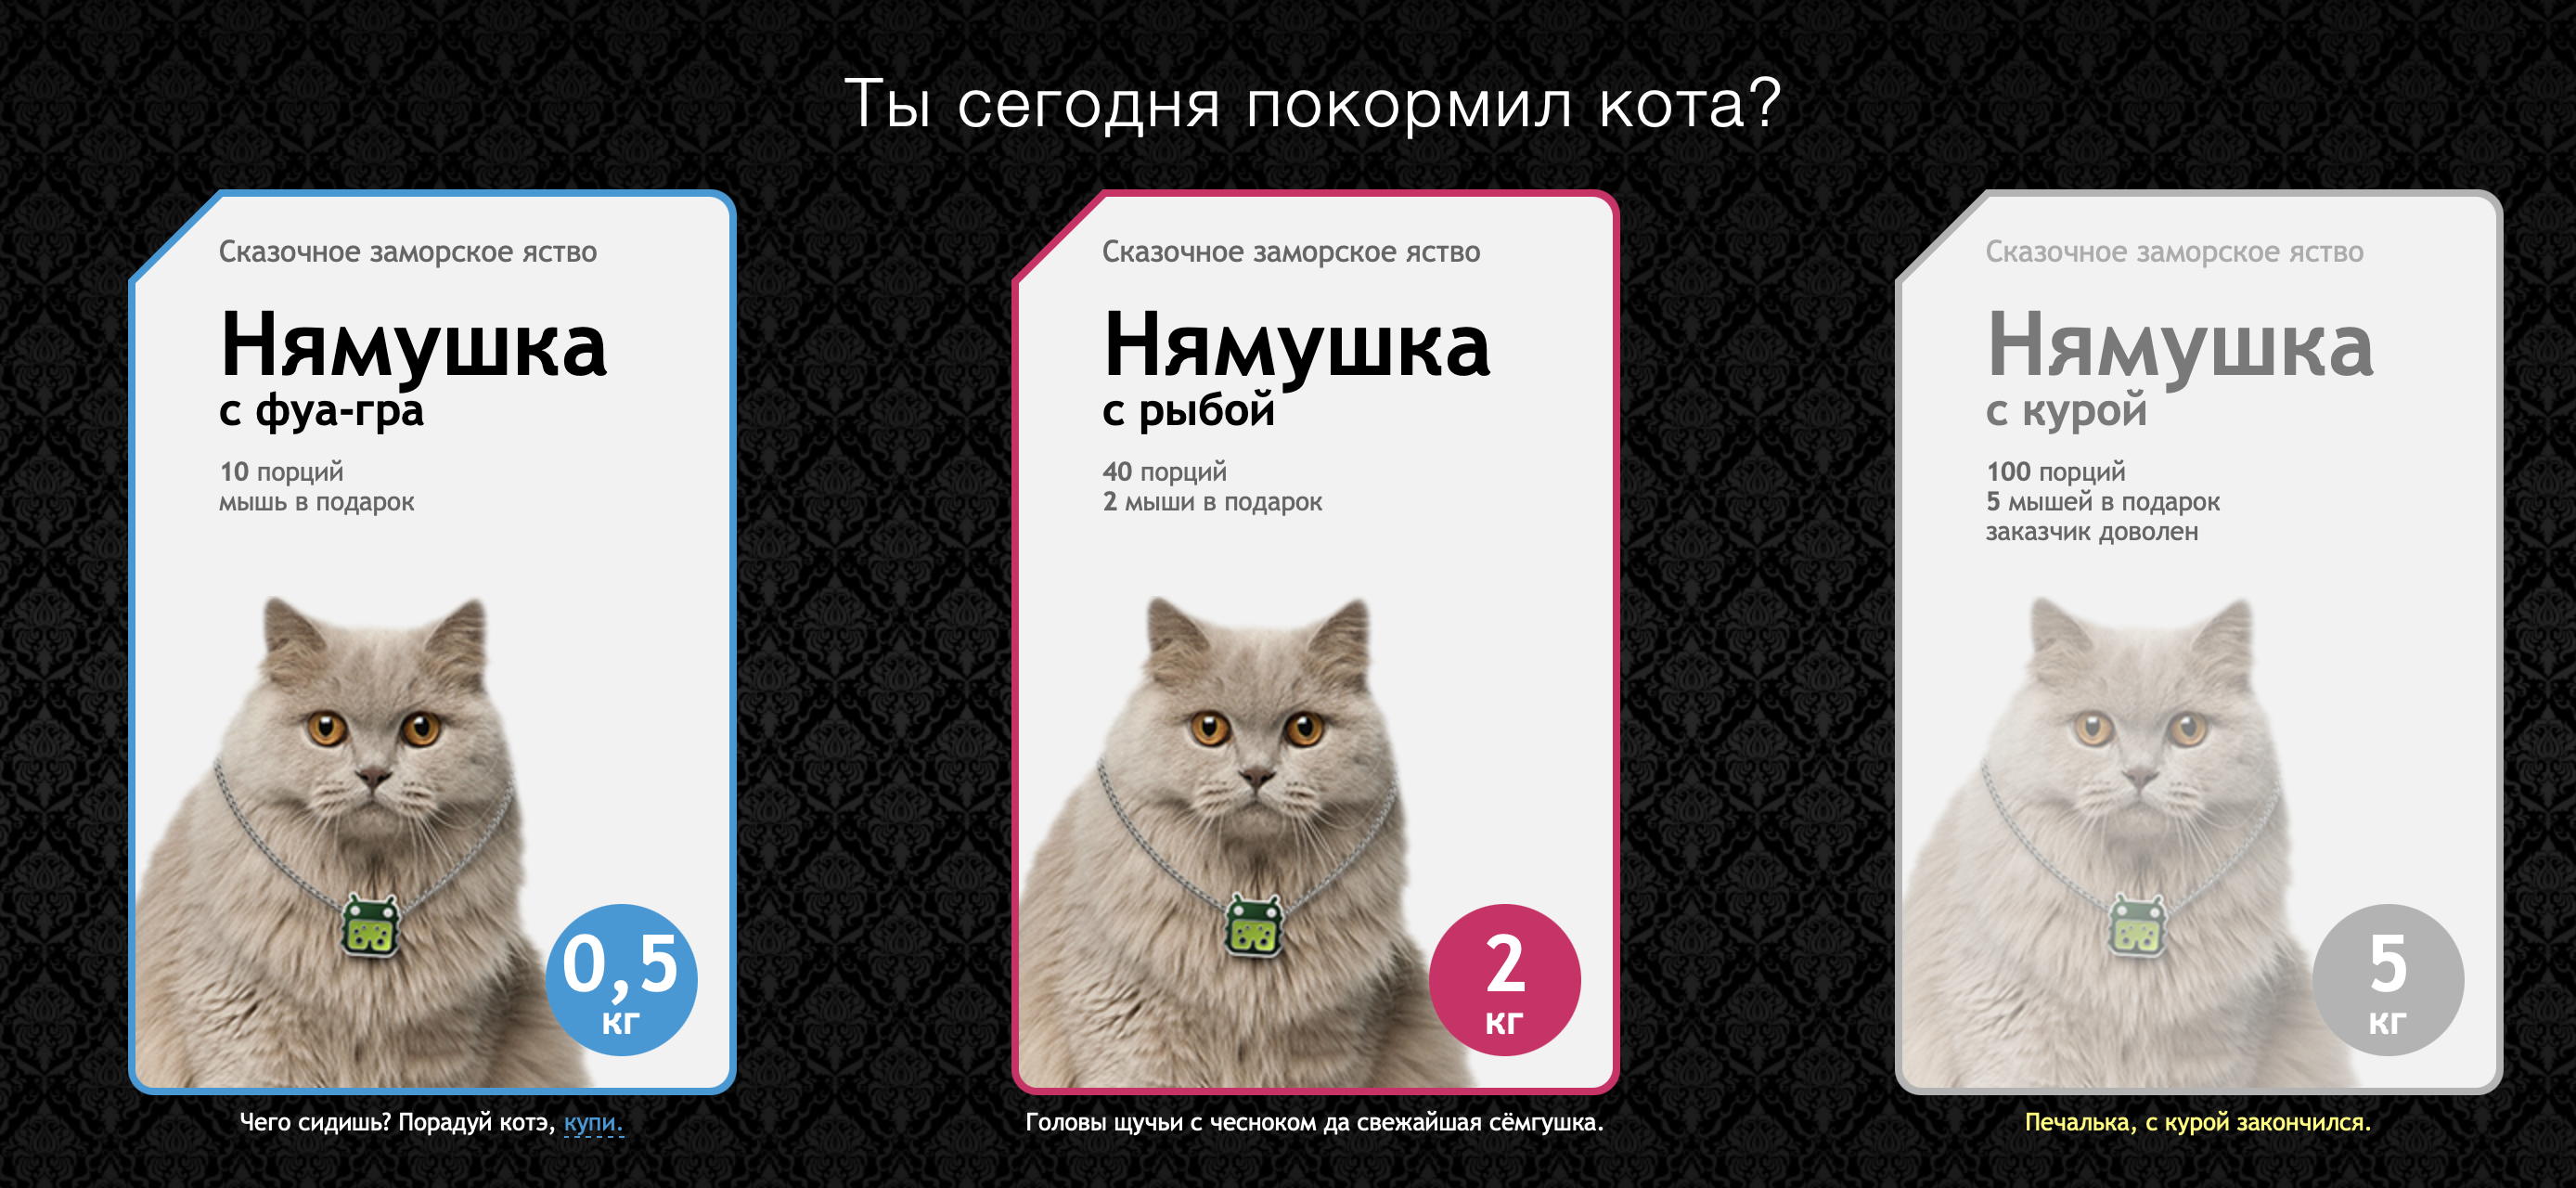 Ты сегодня покормил кота?
Сказочное заморское яство
Нямушка
с фуа-гра
10 порций
мышь в подарок
0,5
кг
Чего сидишь? Порадуй котэ, купи.
Сказочное заморское яство
Нямушка
с рыбой
40 порций
2 мыши в подарок
2
кг
Головы щучьи с чесноком да свежайшая сёмгушка.
Сказочное заморское яство
Нямушка
с курой
100 порций
5 мышей в подарок
заказчик доволен
5
кг
Печалька, с курой закончился.